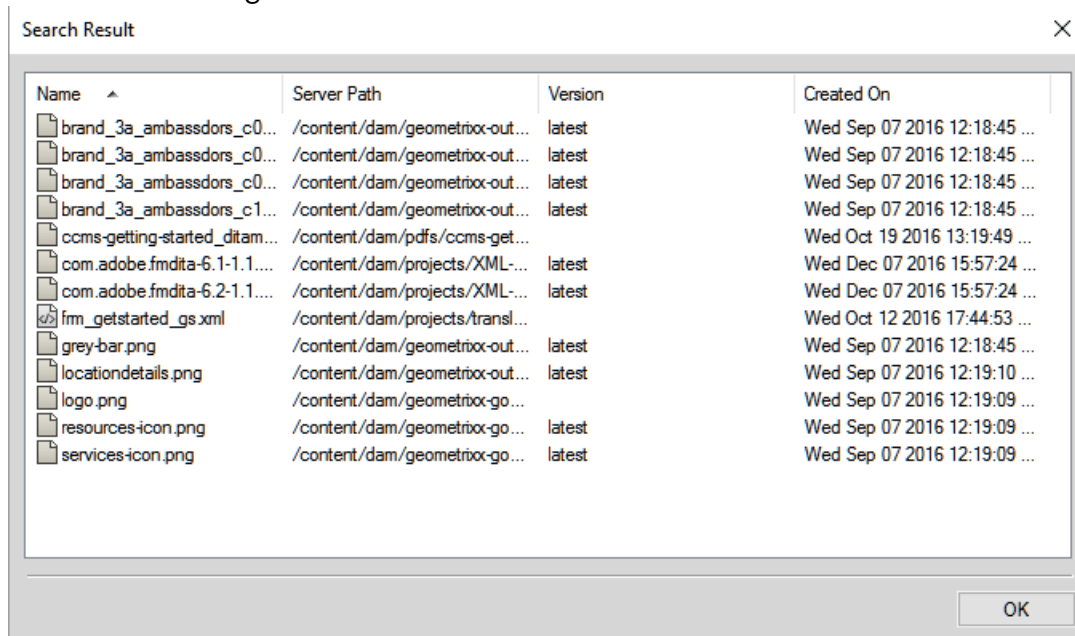 Search Result
Name Server Path Version Created On
brand_3a_ambassdors_c0... /content/dam/geometrixx-out... latest Wed Sep 07 2016 12:18:45 ...
brand_3a_ambassdors_c0... /content/dam/geometrixx-out... latest Wed Sep 07 2016 12:18:45 ...
brand_3a_ambassdors_c0... /content/dam/geometrixx-out... latest Wed Sep 07 2016 12:18:45 ...
brand_3a_ambassdors_c1... /content/dam/geometrixx-out... latest Wed Sep 07 2016 12:18:45 ...
ccms-getting-started_ditam... /content/dam/pdfs/ccms-get... Wed Oct 19 2016 13:19:49 ...
com.adobe.fmdita-6.1-1.1.... /content/dam/projects/XML-... latest Wed Dec 07 2016 15:57:24 ...
com.adobe.fmdita-6.2-1.1.... /content/dam/projects/XML-... latest Wed Dec 07 2016 15:57:24 ...
frm_getstarted_gs.xml /content/dam/projects/transl... Wed Oct 12 2016 17:44:53 ...
grey-bar.png /content/dam/geometrixx-out... latest Wed Sep 07 2016 12:18:45 ...
locationdetails.png /content/dam/geometrixx-out... latest Wed Sep 07 2016 12:19:10 ...
logo.png /content/dam/geometrixx-go... Wed Sep 07 2016 12:19:09 ...
resources-icon.png /content/dam/geometrixx-go... latest Wed Sep 07 2016 12:19:09 ...
services-icon.png /content/dam/geometrixx-go... latest Wed Sep 07 2016 12:19:09 ...
OK